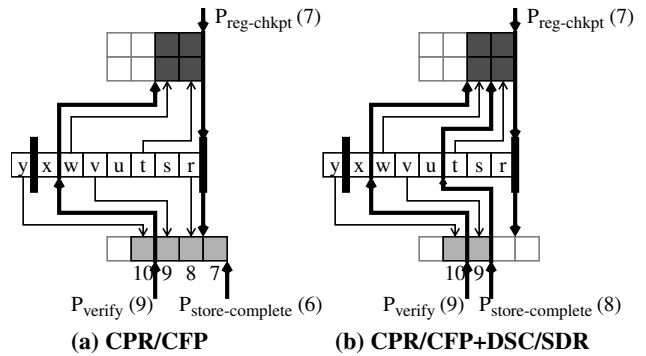 P_reg-chkpt (7) P_reg-chkpt (7)
y x w v u t s r y x w v u t s r
10 9 8 7 10 9
P_verify (9) P_store-complete (6) P_verify (9) P_store-complete (8)
(a) CPR/CFP (b) CPR/CFP+DSC/SDR